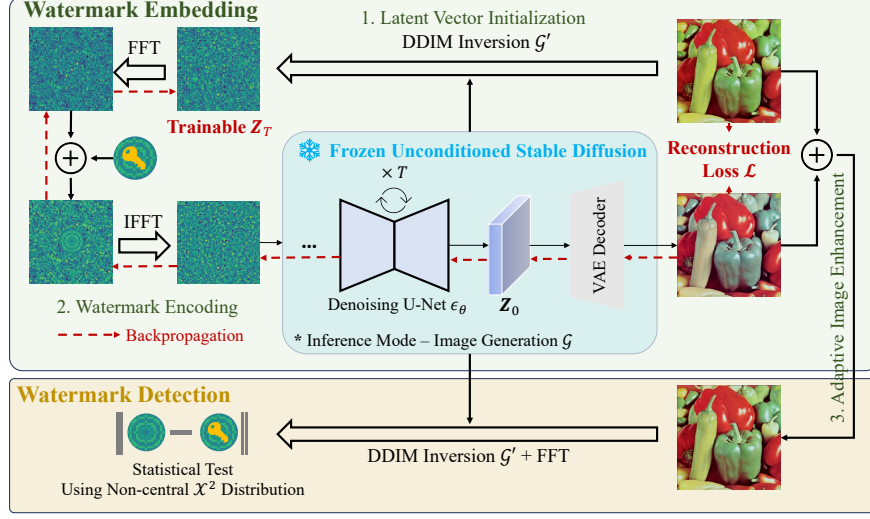 Watermark Embedding
1. Latent Vector Initialization
DDIM Inversion 𝒢′
FFT
Trainable Z_T
Frozen Unconditioned Stable Diffusion
× T
Reconstruction
Loss ℒ
IFFT
...
VAE Decoder
Denoising U-Net ϵ_θ
Z_0
2. Watermark Encoding
Backpropagation
* Inference Mode – Image Generation 𝒢
3. Adaptive Image Enhancement
Watermark Detection
DDIM Inversion 𝒢′ + FFT
Statistical Test
Using Non-central 𝒳² Distribution